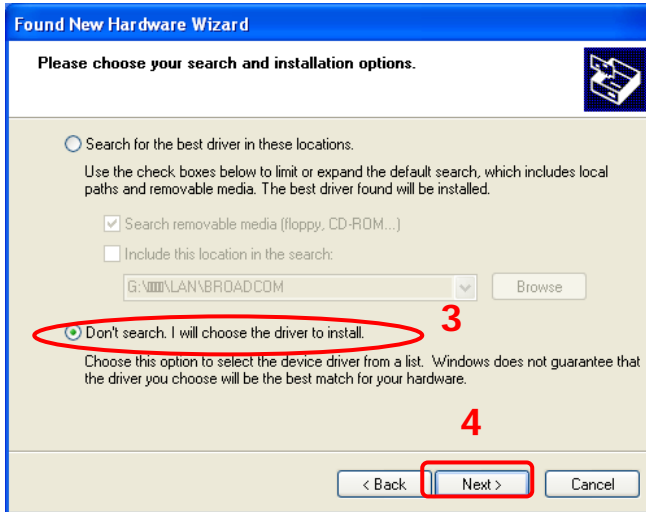 Found New Hardware Wizard
Please choose your search and installation options.
Search for the best driver in these locations.
Use the check boxes below to limit or expand the default search, which includes local
paths and removable media. The best driver found will be installed.
Search removable media (floppy, CD-ROM...)
Include this location in the search:
\LAN\BROADCOM
Browse
3
Don't search. I will choose the driver to install.
Choose this option to select the device driver from a list. Windows does not guarantee that
the driver you choose will be the best match for your hardware.
4
< Back
Next >
Cancel